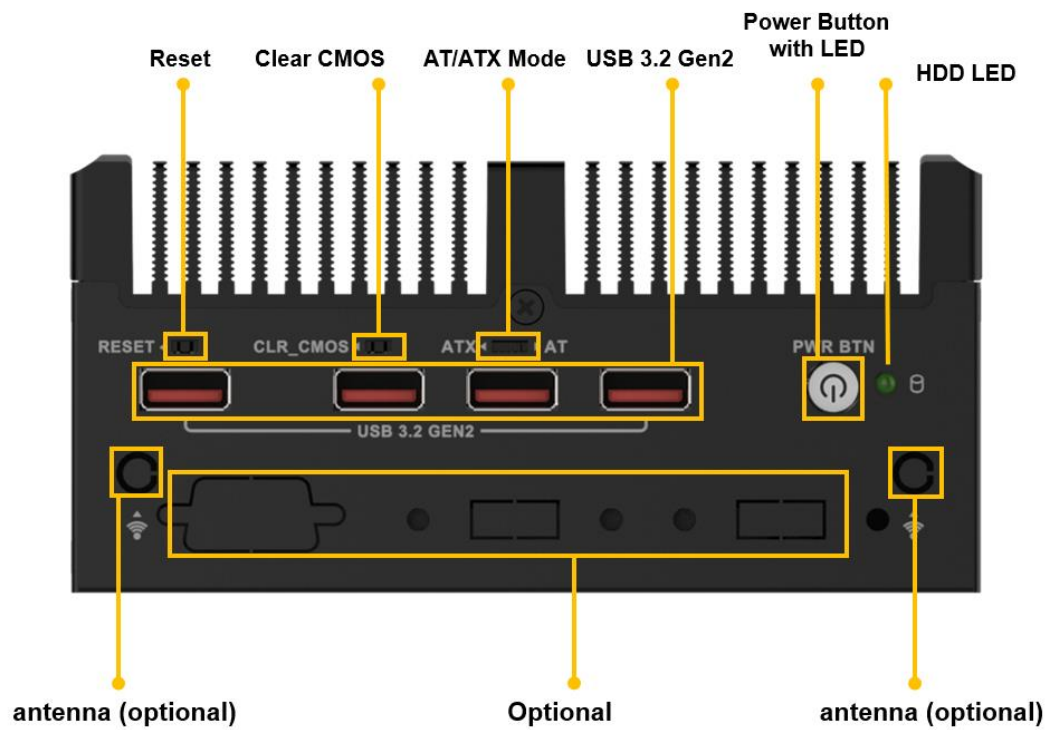 Power Button
with LED
Reset
Clear CMOS
AT/ATX Mode
USB 3.2 Gen2
HDD LED
RESET
CLR_CMOS
ATX
AT
PWR BTN
USB 3.2 GEN2
antenna (optional)
Optional
antenna (optional)